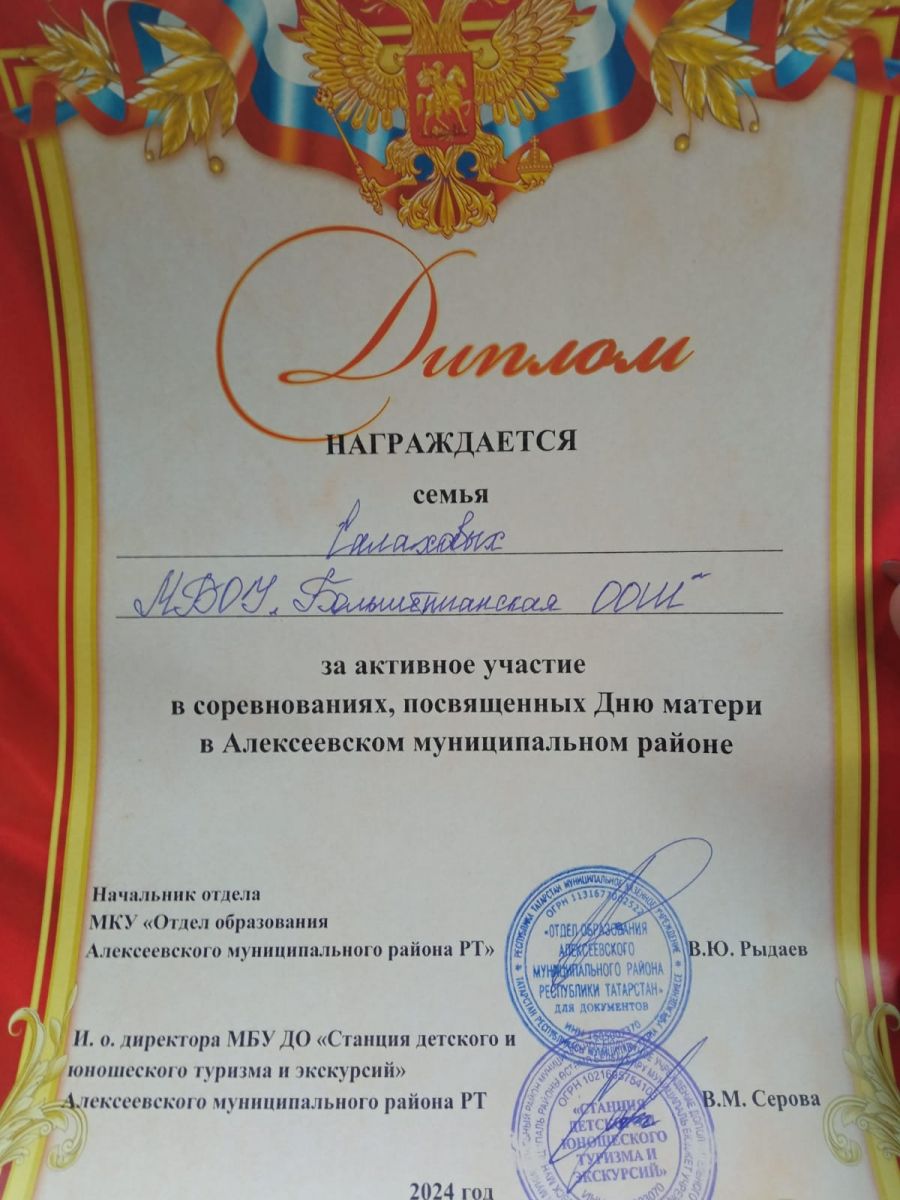 Диплом
НАГРАЖДАЕТСЯ
семья
Салаховых
МБОУ „Большетиганская ООШ"
за активное участие
в соревнованиях, посвященных Дню матери
в Алексеевском муниципальном районе
Начальник отдела
МКУ «Отдел образования
Алексеевского муниципального района РТ»
В.Ю. Рыдаев
«ОТДЕЛ ОБРАЗОВАНИЯ
АЛЕКСЕЕВСКОГО
МУНИЦИПАЛЬНОГО РАЙОНА
РЕСПУБЛИКИ ТАТАРСТАН»
ДЛЯ ДОКУМЕНТОВ
И. о. директора МБУ ДО «Станция детского и
юношеского туризма и экскурсий»
Алексеевского муниципального района РТ
В.М. Серова
«СТАНЦИЯ
ДЕТСКОГО И
ЮНОШЕСКОГО
ТУРИЗМА И
ЭКСКУРСИЙ»
2024 год